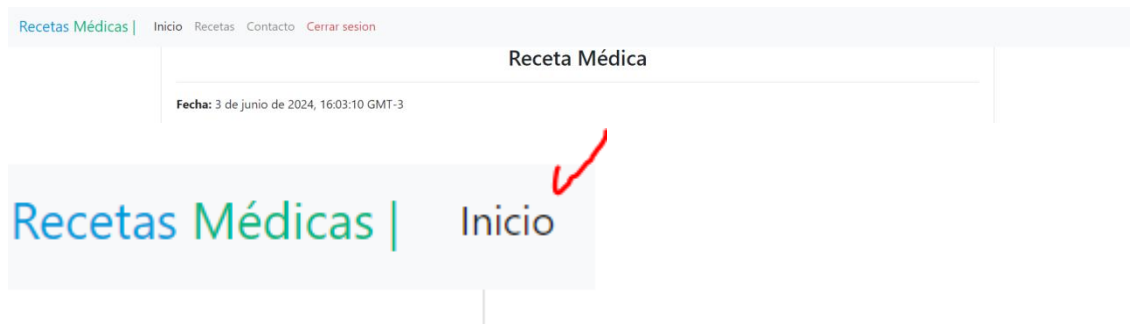 Recetas Médicas | Inicio Recetas Contacto Cerrar sesion
Receta Médica
Fecha: 3 de junio de 2024, 16:03:10 GMT-3
Recetas Médicas | Inicio